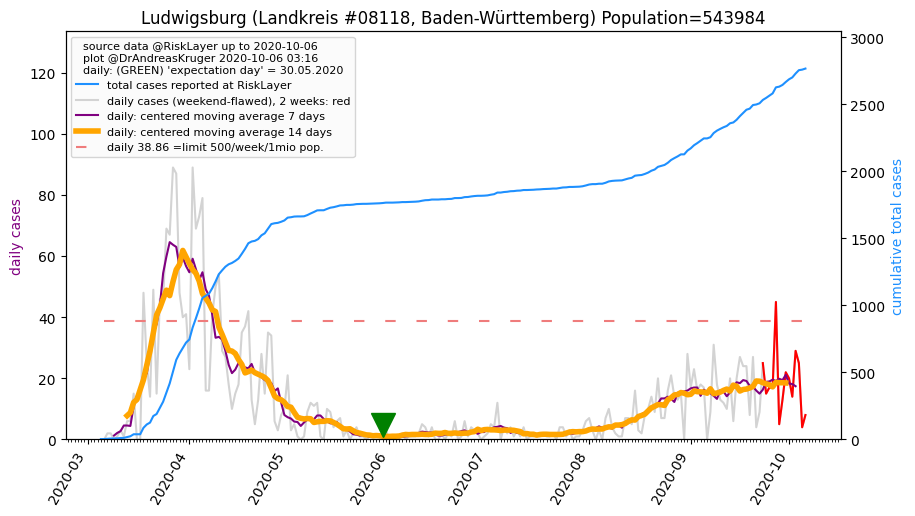 Ludwigsburg (Landkreis #08118, Baden-Württemberg) Population=543984
source data @RiskLayer up to 2020-10-06
plot @DrAndreasKruger 2020-10-06 03:16
daily: (GREEN) 'expectation day' = 30.05.2020
total cases reported at RiskLayer
daily cases (weekend-flawed), 2 weeks: red
daily: centered moving average 7 days
daily: centered moving average 14 days
daily 38.86 =limit 500/week/1mio pop.
daily cases
120
100
80
60
40
20
0
3000
2500
2000
1500
1000
500
0
cumulative total cases
2020-03
2020-04
2020-05
2020-06
2020-07
2020-08
2020-09
2020-10